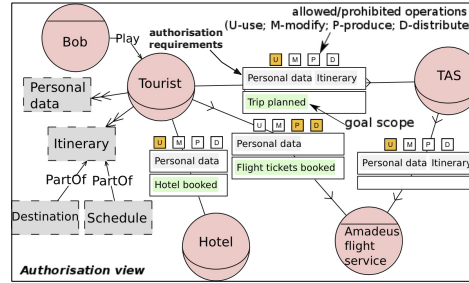 allowed/prohibited operations
(U-use; M-modify; P-produce; D-distribute
Bob
Play
authorisation
requirements
U M P D
Personal data Itinerary
Trip planned
goal scope
Tourist
TAS
Personal
data
Itinerary
PartOf PartOf
Destination
Schedule
U M P D
Personal data
Hotel booked
U M P D
Personal data
Flight tickets booked
U M P D
Personal data Itinerary
Hotel
Amadeus
flight
service
Authorisation view